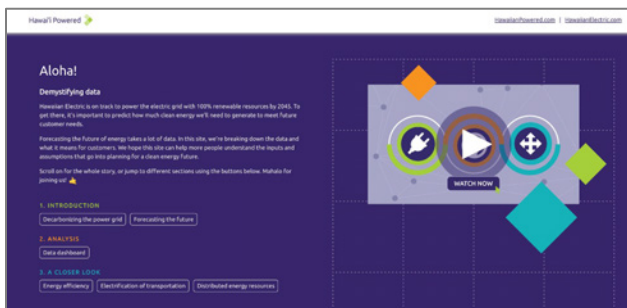 Hawai'i Powered
HawaiianPowered.com | HawaiianElectric.com
Aloha!
Demystifying data
Hawaiian Electric is on track to power the electric grid with 100% renewable resources by 2045. To
get there, it's important to predict how much clean energy we'll need to generate to meet future
customer needs.
Forecasting the future of energy takes a lot of data. In this site, we're breaking down the data and
what it means for customers. We hope this site can help more people understand the inputs and
assumptions that go into planning for a clean energy future.
Scroll on for the whole story, or jump to different sections using the buttons below. Mahalo for
joining us! 🤙
1. INTRODUCTION
Decarbonizing the power grid
Forecasting the future
2. ANALYSIS
Data dashboard
3. A CLOSER LOOK
Energy efficiency
Electrification of transportation
Distributed energy resources
WATCH NOW